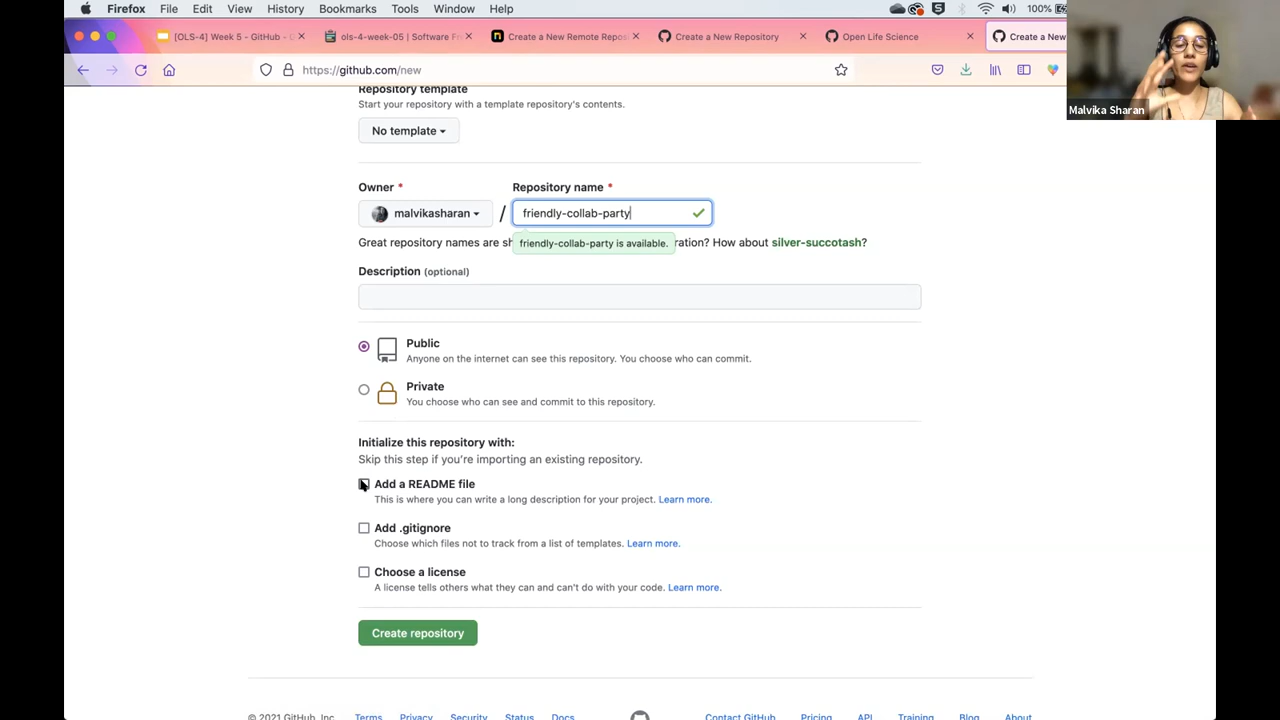 Firefox File Edit View History Bookmarks Tools Window Help 100%
[OLS-4] Week 5 - GitHub - ols-4-week-05 | Software Fr Create a New Remote Repos Create a New Repository Open Life Science Create a New
https://github.com/new
Malvika Sharan
Repository template
Start your repository with a template repository's contents.
No template
Owner * Repository name *
malvikasharan / friendly-collab-party
Great repository names are sh ration? How about silver-succotash?
friendly-collab-party is available.
Description (optional)
Public
Anyone on the internet can see this repository. You choose who can commit.
Private
You choose who can see and commit to this repository.
Initialize this repository with:
Skip this step if you're importing an existing repository.
Add a README file
This is where you can write a long description for your project. Learn more.
Add .gitignore
Choose which files not to track from a list of templates. Learn more.
Choose a license
A license tells others what they can and can't do with your code. Learn more.
Create repository
© 2021 GitHub, Inc. Terms Privacy Security Status Docs Contact GitHub Pricing API Training Blog About